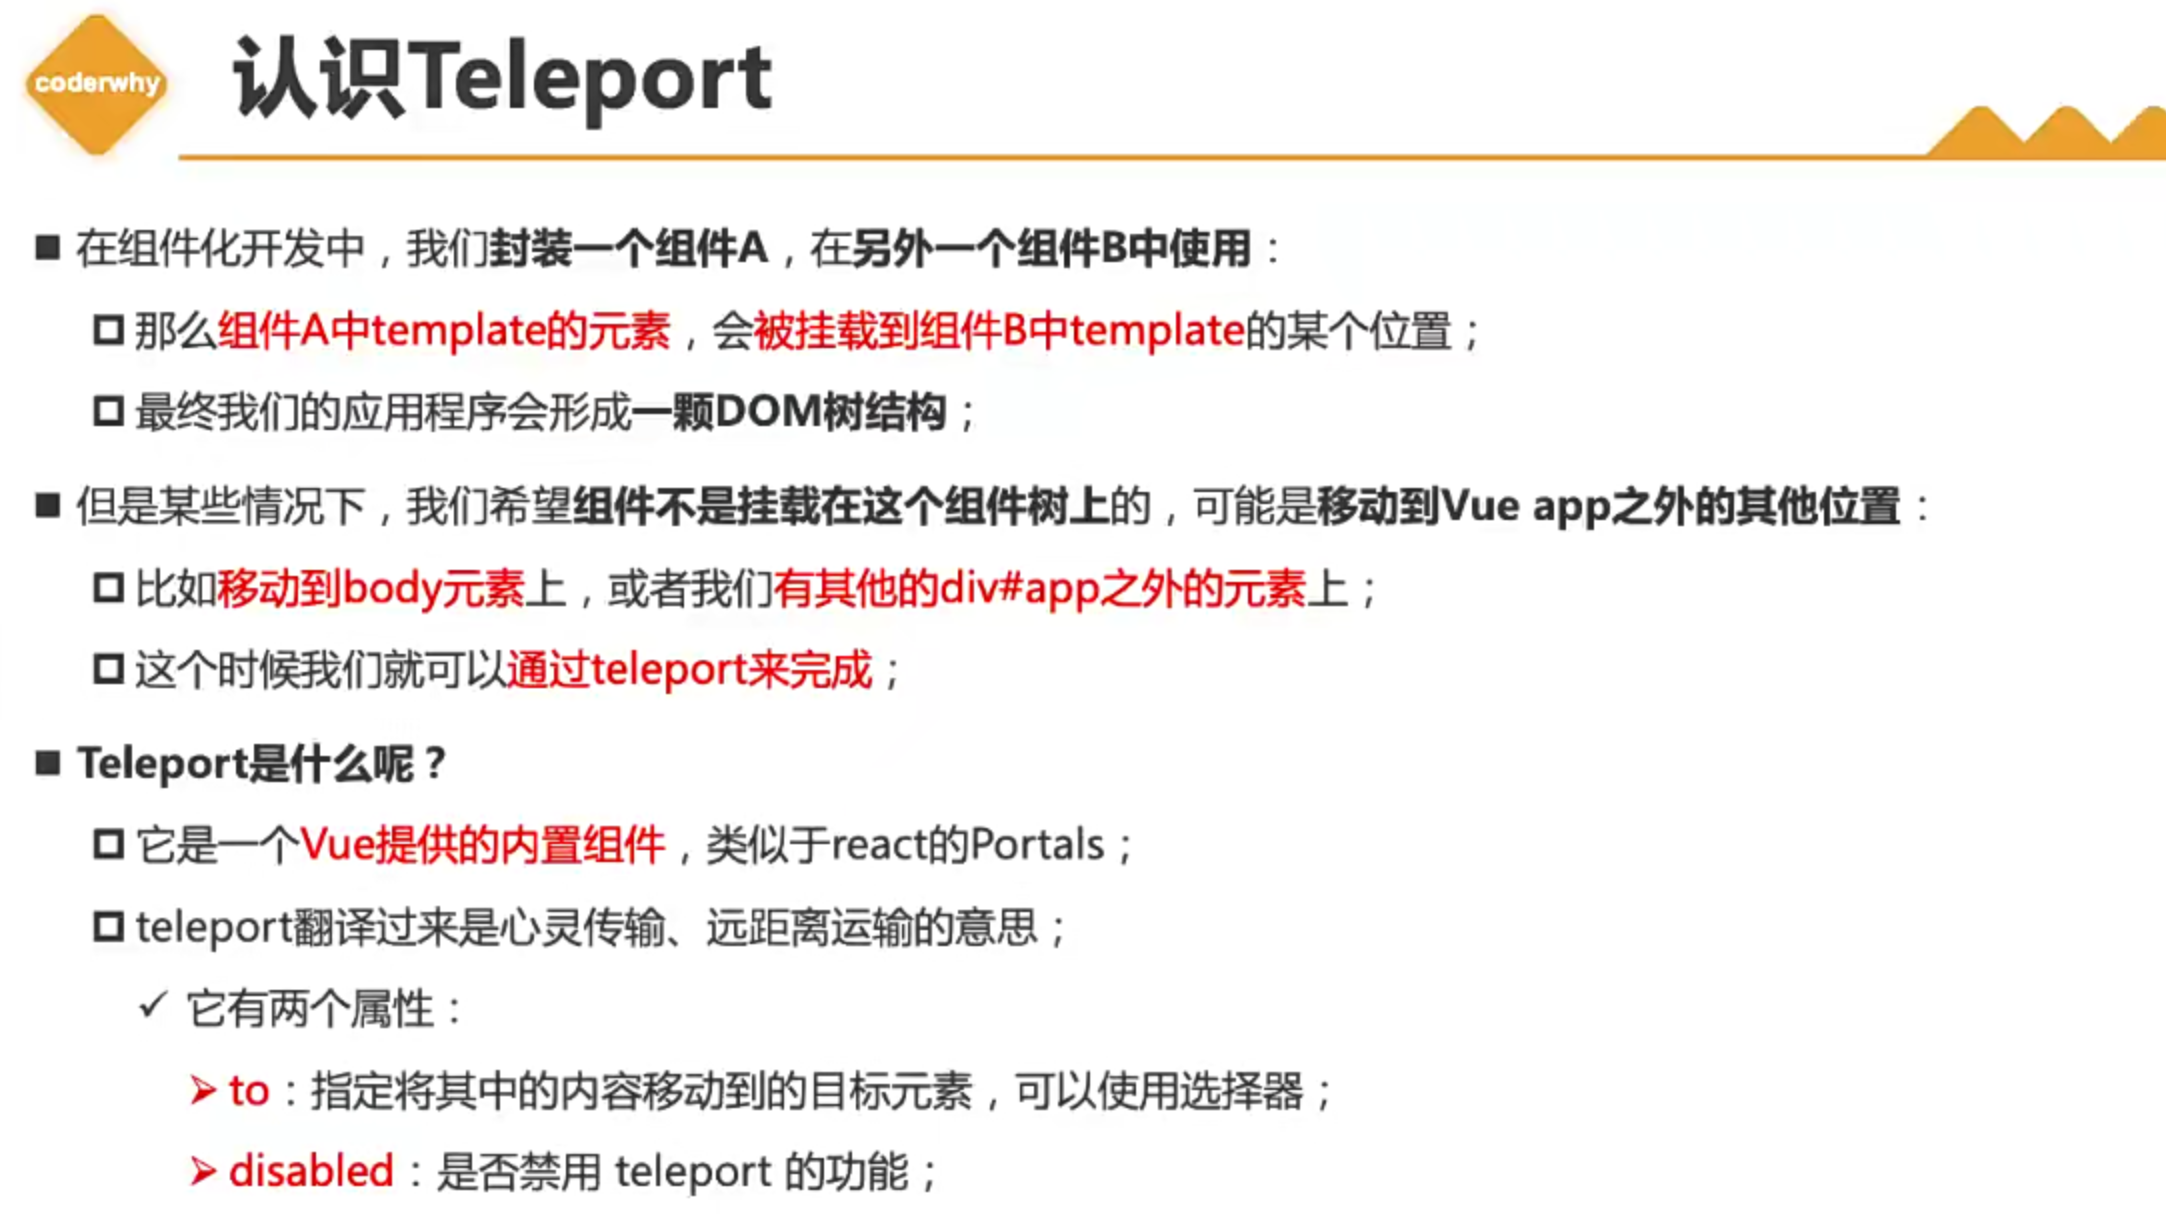 coderwhy
认识Teleport
在组件化开发中，我们封装一个组件A，在另外一个组件B中使用：
那么组件A中template的元素，会被挂载到组件B中template的某个位置；
最终我们的应用程序会形成一颗DOM树结构；
但是某些情况下，我们希望组件不是挂载在这个组件树上的，可能是移动到Vue app之外的其他位置：
比如移动到body元素上，或者我们有其他的div#app之外的元素上；
这个时候我们就可以通过teleport来完成；
Teleport是什么呢？
它是一个Vue提供的内置组件，类似于react的Portals；
teleport翻译过来是心灵传输、远距离运输的意思；
它有两个属性：
to：指定将其中的内容移动到的目标元素，可以使用选择器；
disabled：是否禁用 teleport 的功能；